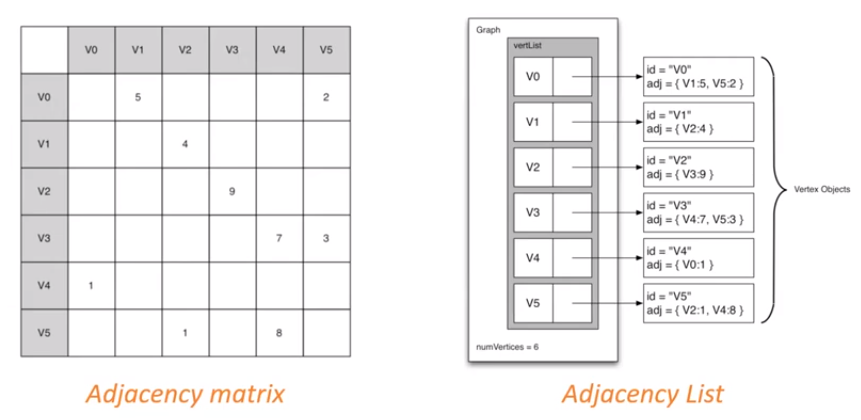 V0 V1 V2 V3 V4 V5
V0 5 2
V1 4
V2 9
V3 7 3
V4 1
V5 1 8
Adjacency matrix
Graph
vertList
V0
V1
V2
V3
V4
V5
numVertices = 6
id = "V0"
adj = { V1:5, V5:2 }
id = "V1"
adj = { V2:4 }
id = "V2"
adj = { V3:9 }
id = "V3"
adj = { V4:7, V5:3 }
id = "V4"
adj = { V0:1 }
id = "V5"
adj = { V2:1, V4:8 }
Vertex Objects
Adjacency List